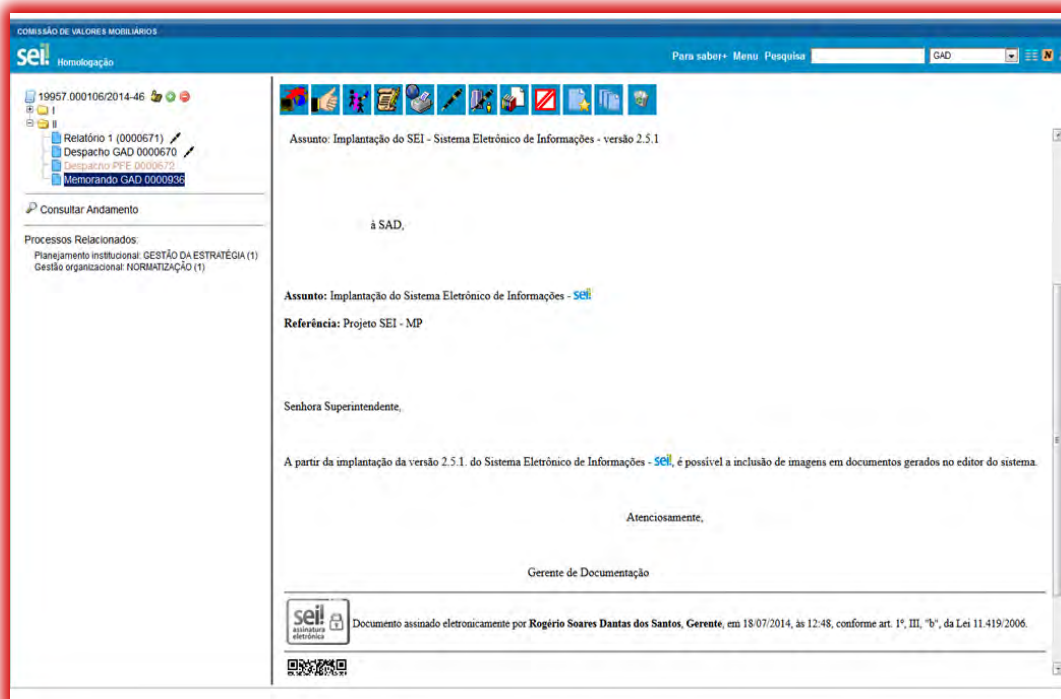 COMISSÃO DE VALORES MOBILIÁRIOS
sei! Homologação
Para saber+ Menu Pesquisa GAD
19957.000106/2014-46
I
II
Relatório 1 (0000671)
Despacho GAD 0000670
Despacho PFE 0000672
Memorando GAD 0000936
Consultar Andamento
Processos Relacionados:
Planejamento institucional: GESTÃO DA ESTRATÉGIA (1)
Gestão organizacional: NORMATIZAÇÃO (1)
Assunto: Implantação do SEI - Sistema Eletrônico de Informações - versão 2.5.1
à SAD,
Assunto: Implantação do Sistema Eletrônico de Informações - sei!
Referência: Projeto SEI - MP
Senhora Superintendente,
A partir da implantação da versão 2.5.1. do Sistema Eletrônico de Informações - sei!, é possível a inclusão de imagens em documentos gerados no editor do sistema.
Atenciosamente,
Gerente de Documentação
sei!
assinatura
eletrônica
Documento assinado eletronicamente por Rogério Soares Dantas dos Santos, Gerente, em 18/07/2014, às 12:48, conforme art. 1º, III, "b", da Lei 11.419/2006.